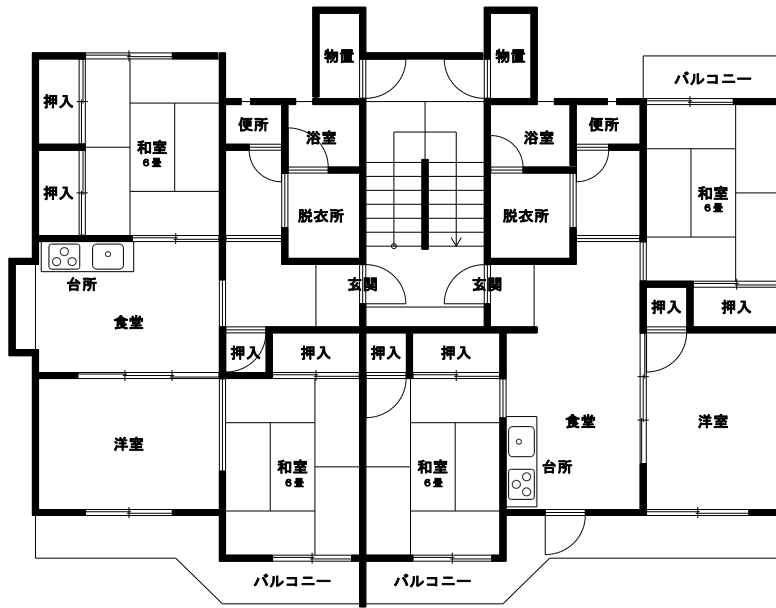 物置
物置
バルコニー
押入
便所
浴室
浴室
便所
和室
6畳
押入
脱衣所
脱衣所
和室
6畳
台所
玄関
玄関
食堂
押入
押入
押入
押入
押入
押入
洋室
食堂
洋室
和室
6畳
和室
6畳
台所
バルコニー
バルコニー